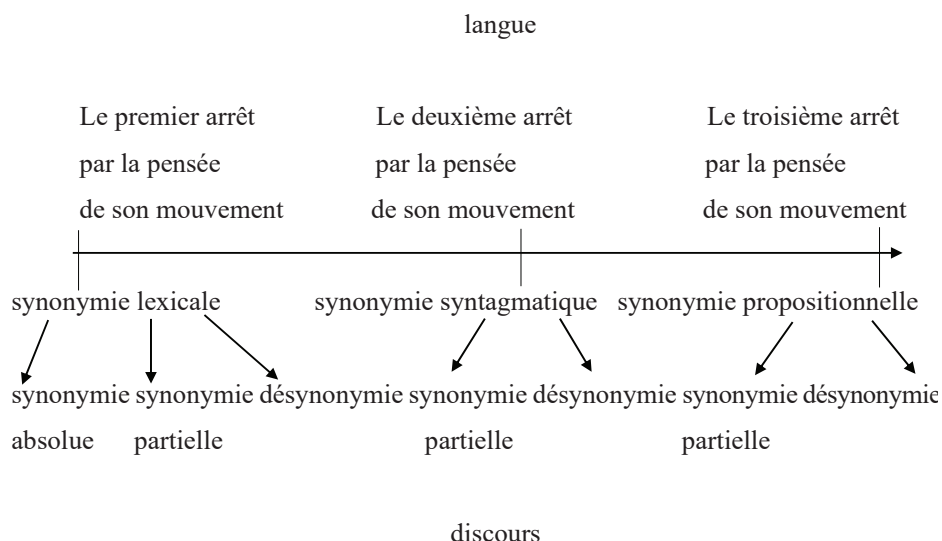 langue
Le premier arrêt Le deuxième arrêt Le troisième arrêt
par la pensée par la pensée par la pensée
de son mouvement de son mouvement de son mouvement
synonymie lexicale synonymie syntagmatique synonymie propositionnelle
synonymie synonymie désynonymie synonymie désynonymie synonymie désynonymie
absolue partielle partielle partielle
discours